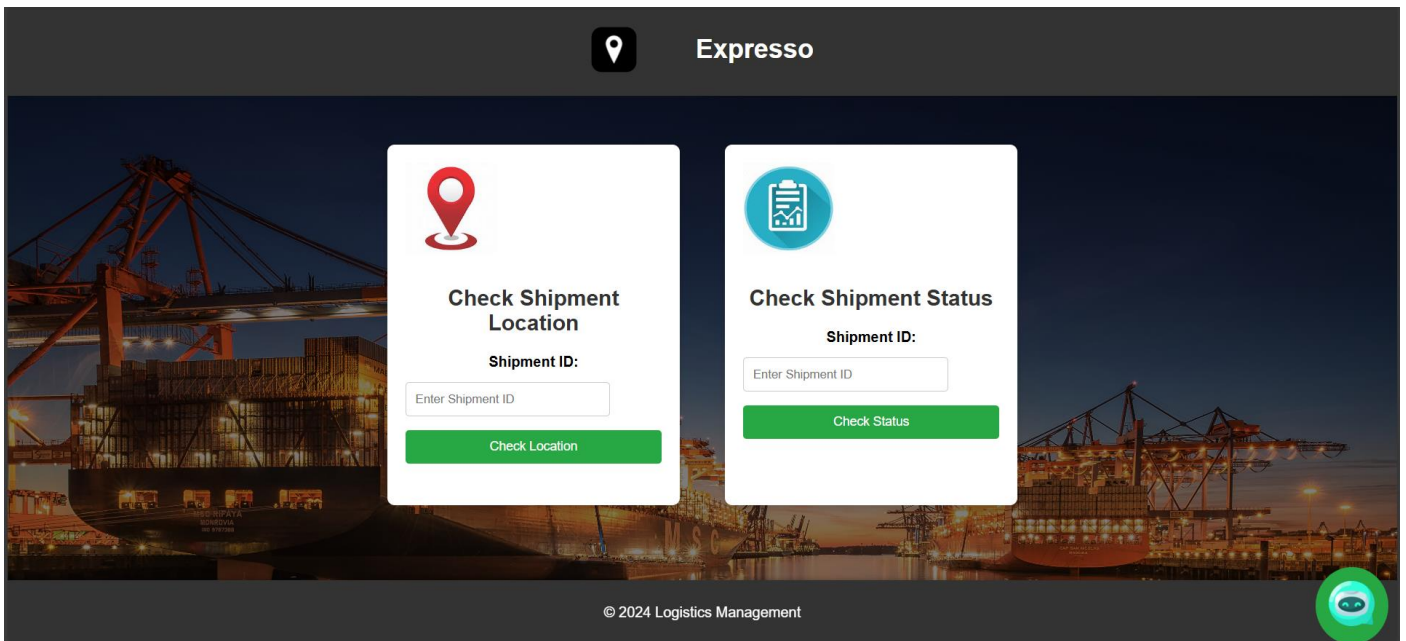 Expresso
Check Shipment
Location
Shipment ID:
Enter Shipment ID
Check Location
Check Shipment Status
Shipment ID:
Enter Shipment ID
Check Status
MSC
© 2024 Logistics Management